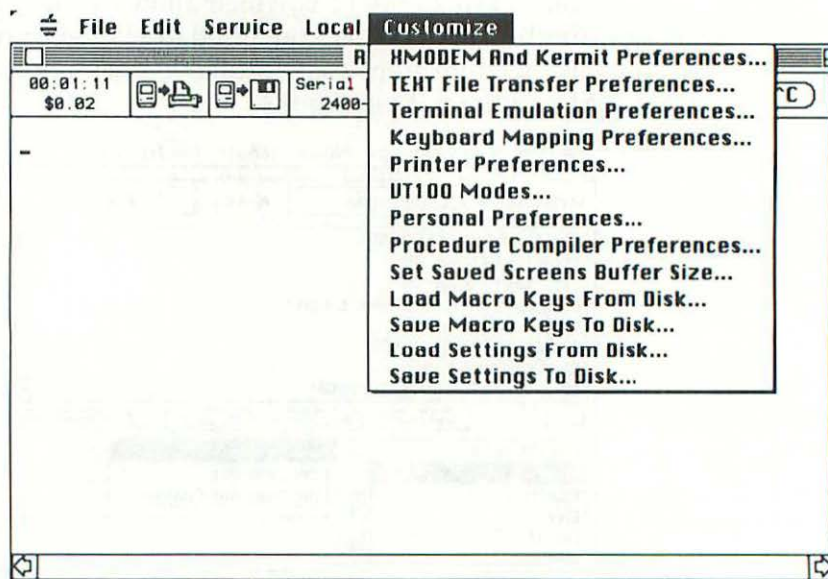 File Edit Service Local Customize
R
00:01:11
$0.02
Serial
2400-
^C
XMODEM And Kermit Preferences...
TEXT File Transfer Preferences...
Terminal Emulation Preferences...
Keyboard Mapping Preferences...
Printer Preferences...
VT100 Modes...
Personal Preferences...
Procedure Compiler Preferences...
Set Saved Screens Buffer Size...
Load Macro Keys From Disk...
Save Macro Keys To Disk...
Load Settings From Disk...
Save Settings To Disk...